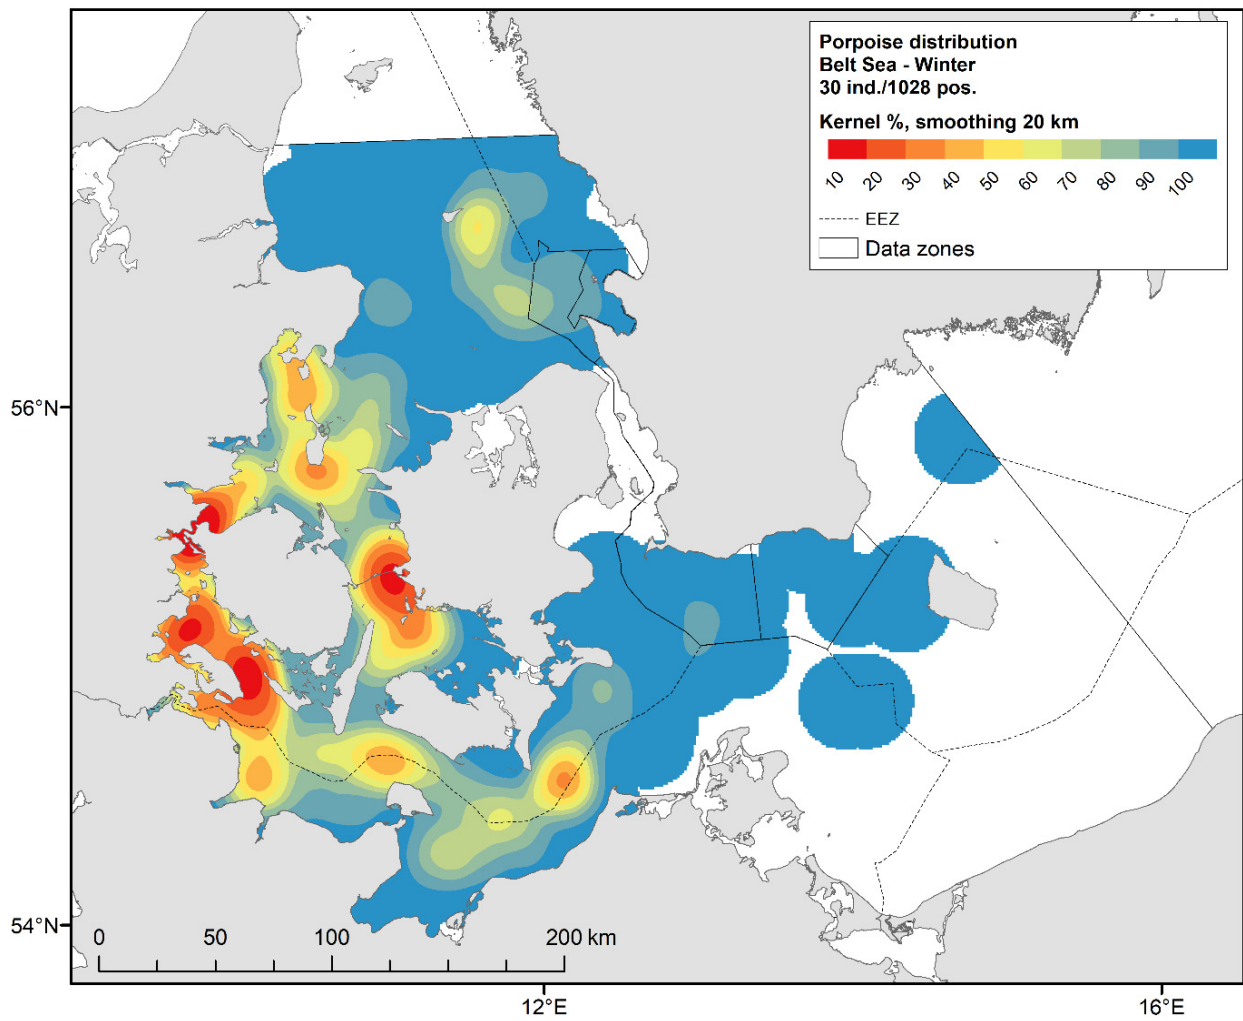 Porpoise distribution
Belt Sea - Winter
30 ind./1028 pos.
Kernel %, smoothing 20 km
10 20 30 40 50 60 70 80 90 100
EEZ
Data zones
56°N
54°N
0 50 100 200 km
12°E 16°E